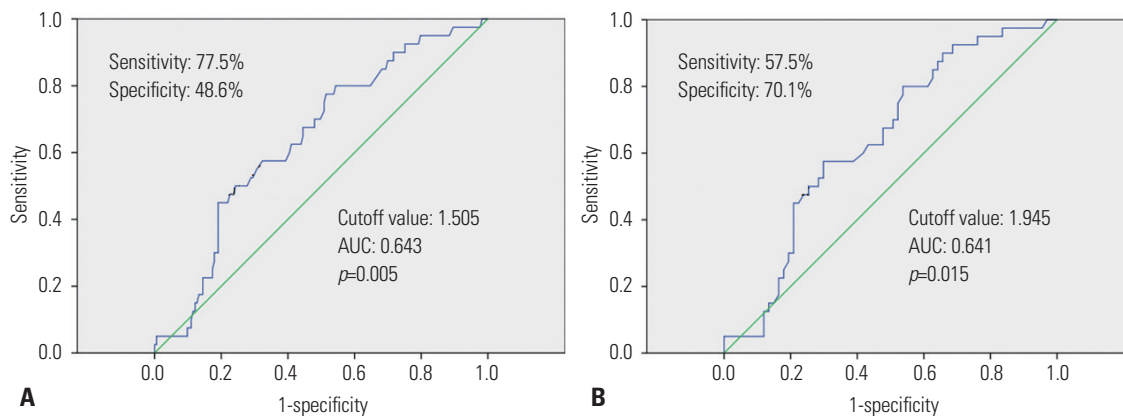 1.0
0.8
0.6
0.4
0.2
0.0
Sensitivity
Sensitivity: 77.5%
Specificity: 48.6%
Cutoff value: 1.505
AUC: 0.643
p=0.005
0.0 0.2 0.4 0.6 0.8 1.0
1-specificity
A
1.0
0.8
0.6
0.4
0.2
0.0
Sensitivity
Sensitivity: 57.5%
Specificity: 70.1%
Cutoff value: 1.945
AUC: 0.641
p=0.015
0.0 0.2 0.4 0.6 0.8 1.0
1-specificity
B